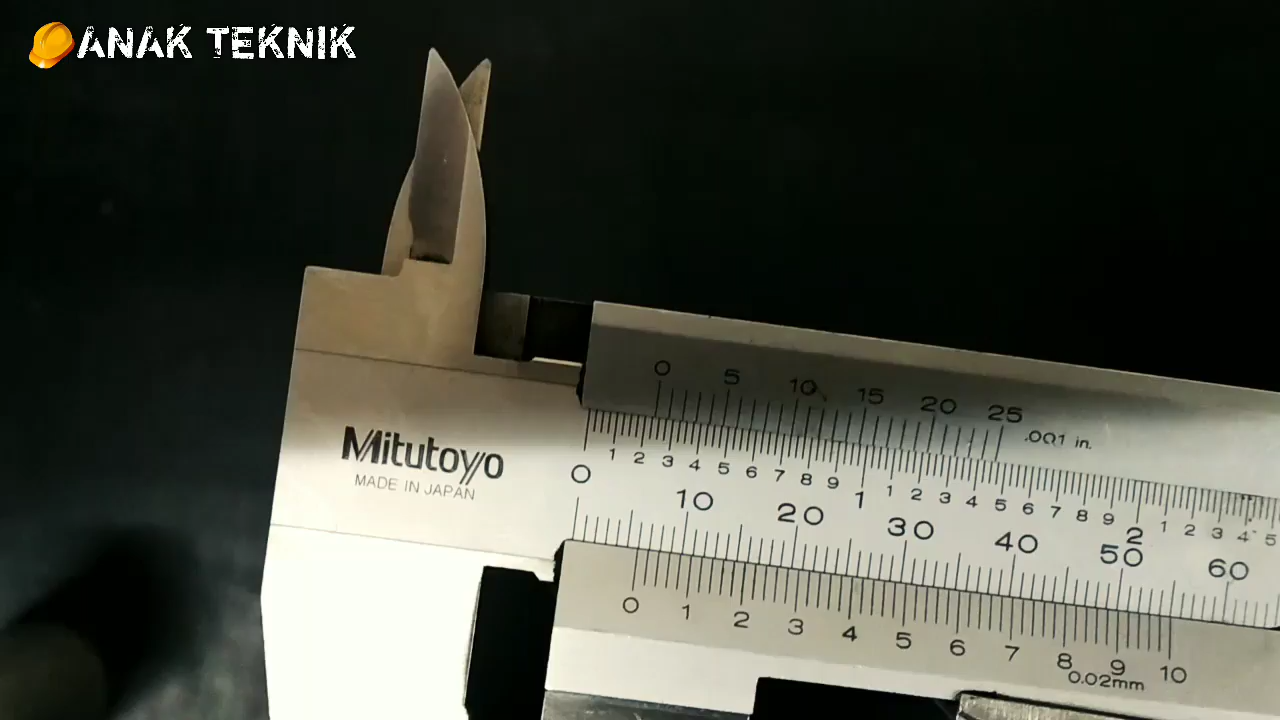 ANAK TEKNIK
0 5 10 15 20 25
.001 in.
1 2 3 4 5 6 7 8 9 1 1 2 3 4 5 6 7 8 9 2 1 2 3 4 5
Mitutoyo
MADE IN JAPAN
0 10 20 30 40 50 60
0 1 2 3 4 5 6 7 8 9 10
0.02mm